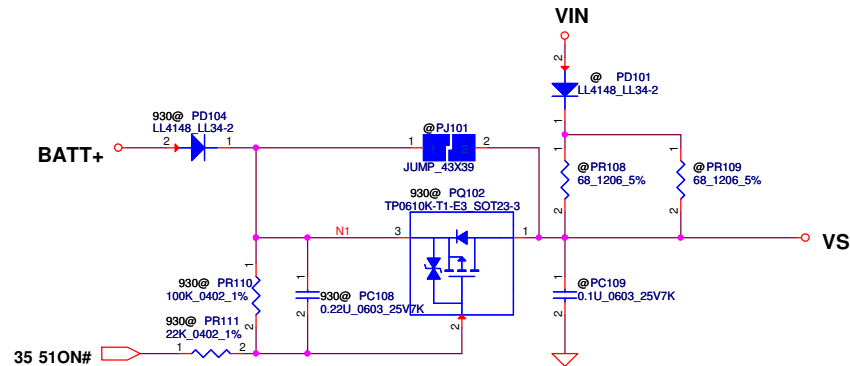 VIN
2
@ PD101
LL4148_LL34-2
1
930@ PD104
LL4148_LL34-2
BATT+
2
1
@PJ101
1
2
JUMP_43X39
1
@PR108
68_1206_5%
2
1
@PR109
68_1206_5%
2
930@ PQ102
TP0610K-T1-E3_SOT23-3
N1
3
1
VS
2
1
930@ PR110
100K_0402_1%
2
1
930@ PC108
0.22U_0603_25V7K
2
1
@PC109
0.1U_0603_25V7K
2
930@ PR111
22K_0402_1%
35 51ON#
1
2